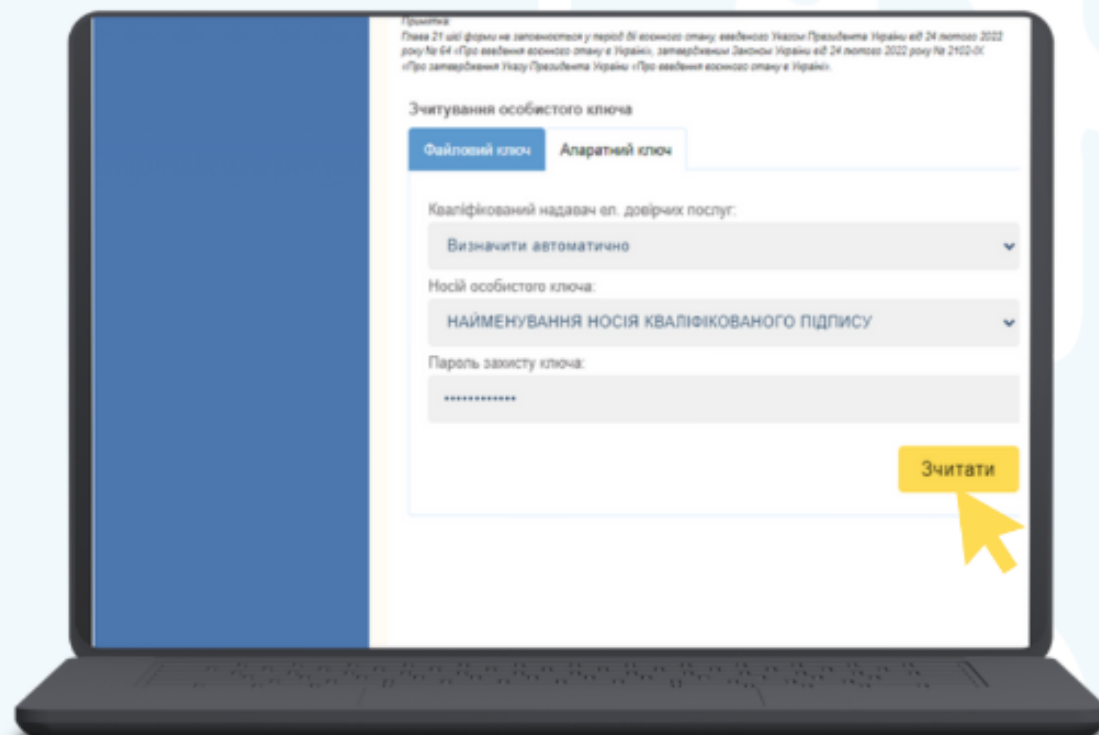 Примітка:
Глава 21 цієї форми не заповнюється у період дії воєнного стану, введеного Указом Президента України від 24 лютого 2022
року № 64 «Про введення воєнного стану в Україні», затвердженим Законом України від 24 лютого 2022 року № 2102-IX
«Про затвердження Указу Президента України «Про введення воєнного стану в Україні».
Зчитування особистого ключа
Файловий ключ Апаратний ключ
Кваліфікований надавач ел. довірчих послуг:
Визначити автоматично
Носій особистого ключа:
НАЙМЕНУВАННЯ НОСІЯ КВАЛІФІКОВАНОГО ПІДПИСУ
Пароль захисту ключа:
••••••••••••
Зчитати